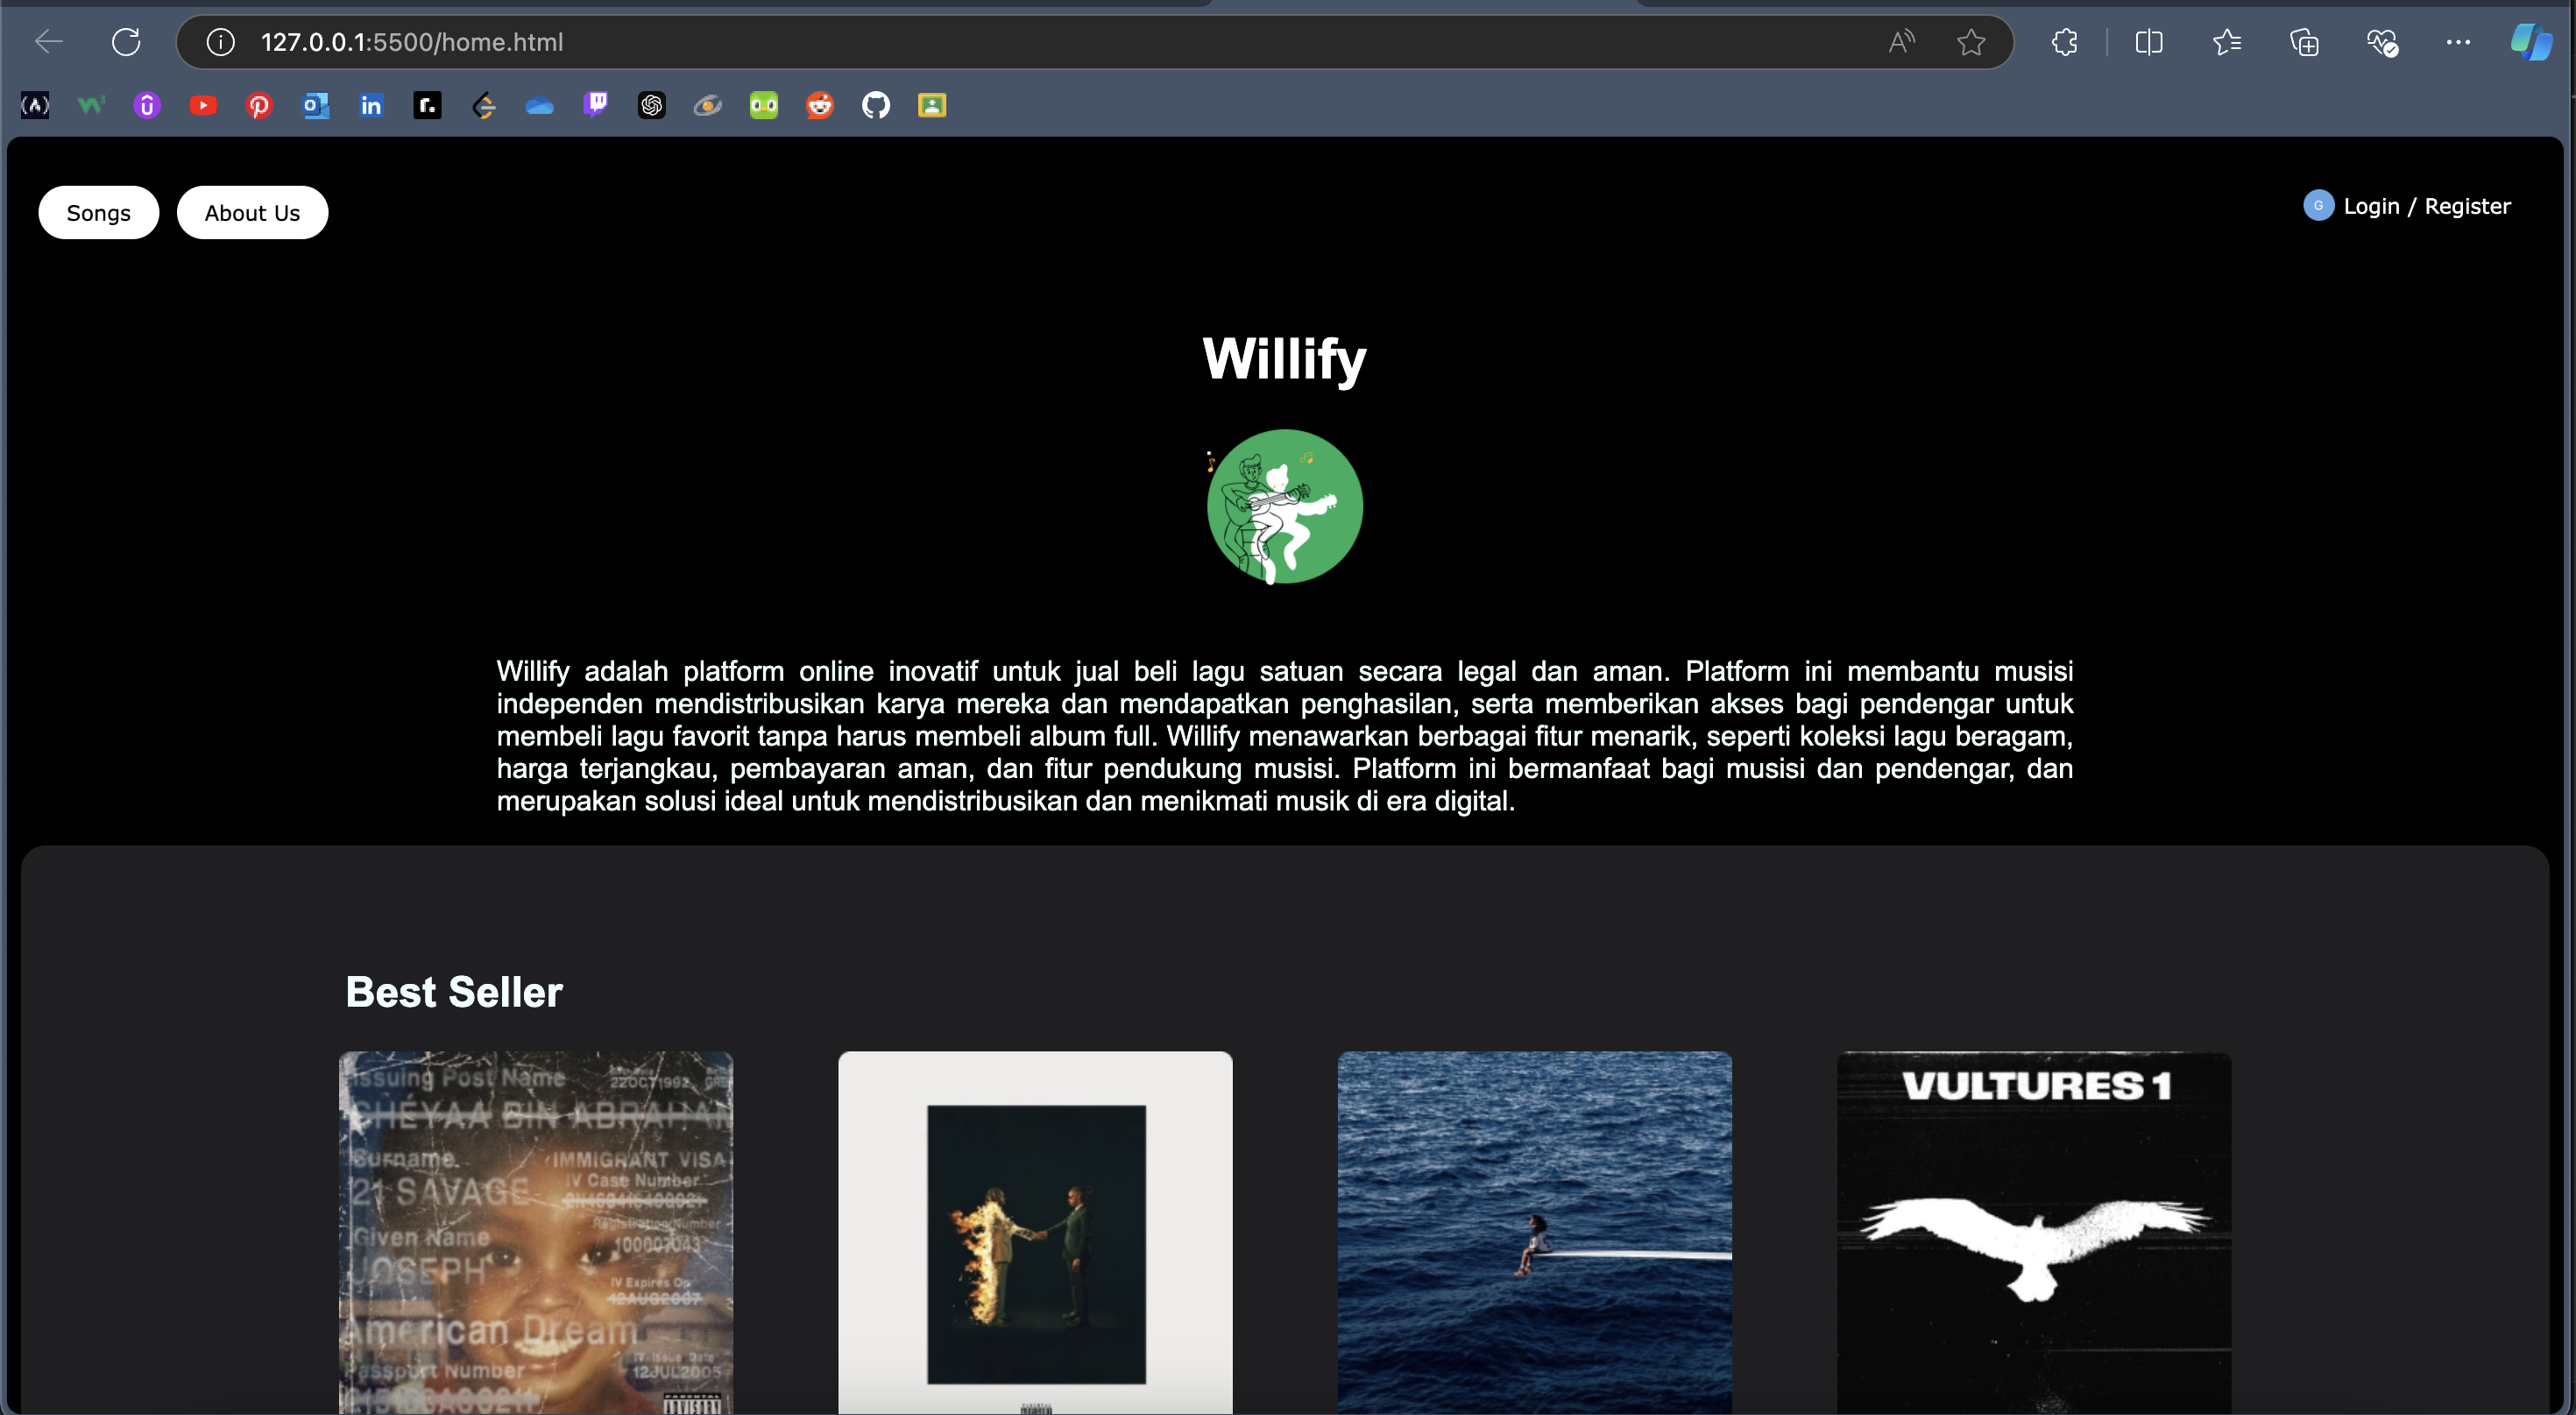 127.0.0.1:5500/home.html
Songs
About Us
G Login / Register
Willify
Willify adalah platform online inovatif untuk jual beli lagu satuan secara legal dan aman. Platform ini membantu musisi
independen mendistribusikan karya mereka dan mendapatkan penghasilan, serta memberikan akses bagi pendengar untuk
membeli lagu favorit tanpa harus membeli album full. Willify menawarkan berbagai fitur menarik, seperti koleksi lagu beragam,
harga terjangkau, pembayaran aman, dan fitur pendukung musisi. Platform ini bermanfaat bagi musisi dan pendengar, dan
merupakan solusi ideal untuk mendistribusikan dan menikmati musik di era digital.
Best Seller
Issuing Post Name
22OCT1992
SHÉYAA BIN ABRAHAM
Surname
IMMIGRANT VISA
21 SAVAGE
IV Case Number
Registration Number
Given Name
100007043
JOSEPH
IV Expires On
12AUG2007
American Dream
IV Issue Date
Passport Number
12JUL2005
VULTURES 1